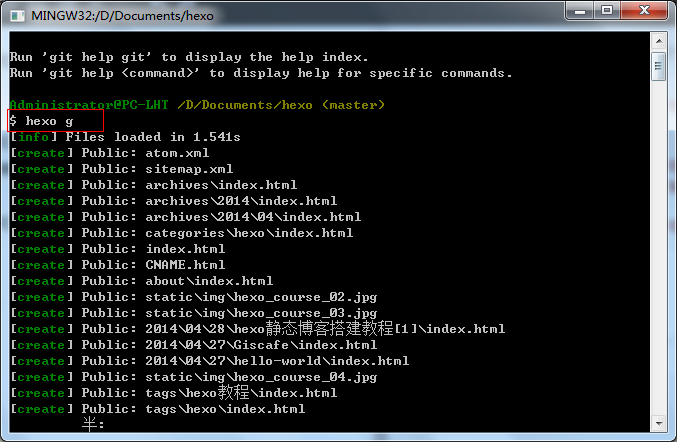 MINGW32:/D/Documents/hexo
Run 'git help git' to display the help index.
Run 'git help <command>' to display help for specific commands.
Administrator@PC-LHT /D/Documents/hexo (master)
$ hexo g
[info] Files loaded in 1.541s
[create] Public: atom.xml
[create] Public: sitemap.xml
[create] Public: archives\index.html
[create] Public: archives\2014\index.html
[create] Public: archives\2014\04\index.html
[create] Public: categories\hexo\index.html
[create] Public: index.html
[create] Public: CNAME.html
[create] Public: about\index.html
[create] Public: static\img\hexo_course_02.jpg
[create] Public: static\img\hexo_course_03.jpg
[create] Public: 2014\04\28\hexo静态博客搭建教程[1]\index.html
[create] Public: 2014\04\27\Giscafe\index.html
[create] Public: 2014\04\27\hello-world\index.html
[create] Public: static\img\hexo_course_04.jpg
[create] Public: tags\hexo教程\index.html
[create] Public: tags\hexo\index.html
半: